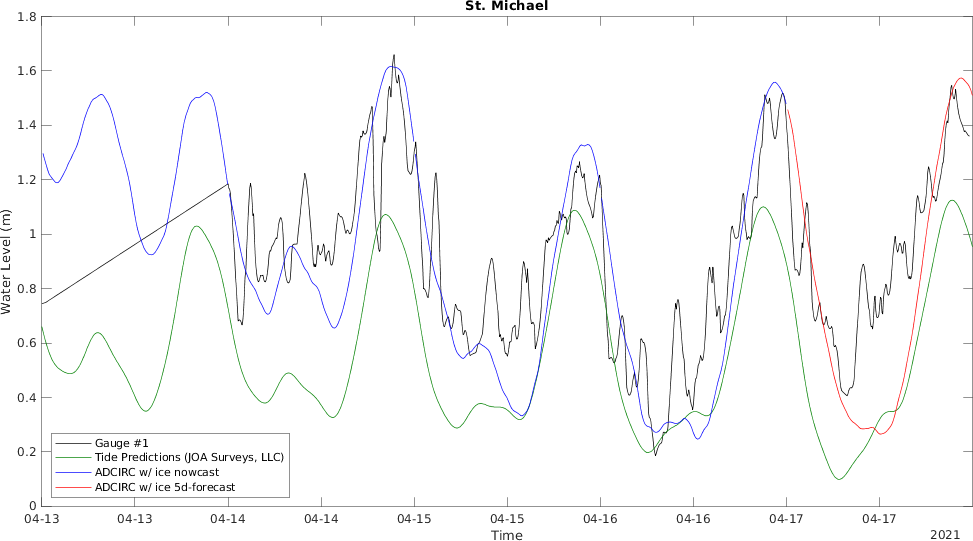 St. Michael
Water Level (m)
1.8
1.6
1.4
1.2
1
0.8
0.6
0.4
0.2
0
Gauge #1
Tide Predictions (JOA Surveys, LLC)
ADCIRC w/ ice nowcast
ADCIRC w/ ice 5d-forecast
04-13 04-13 04-14 04-14 04-15 04-15 04-16 04-16 04-17 04-17
Time
2021